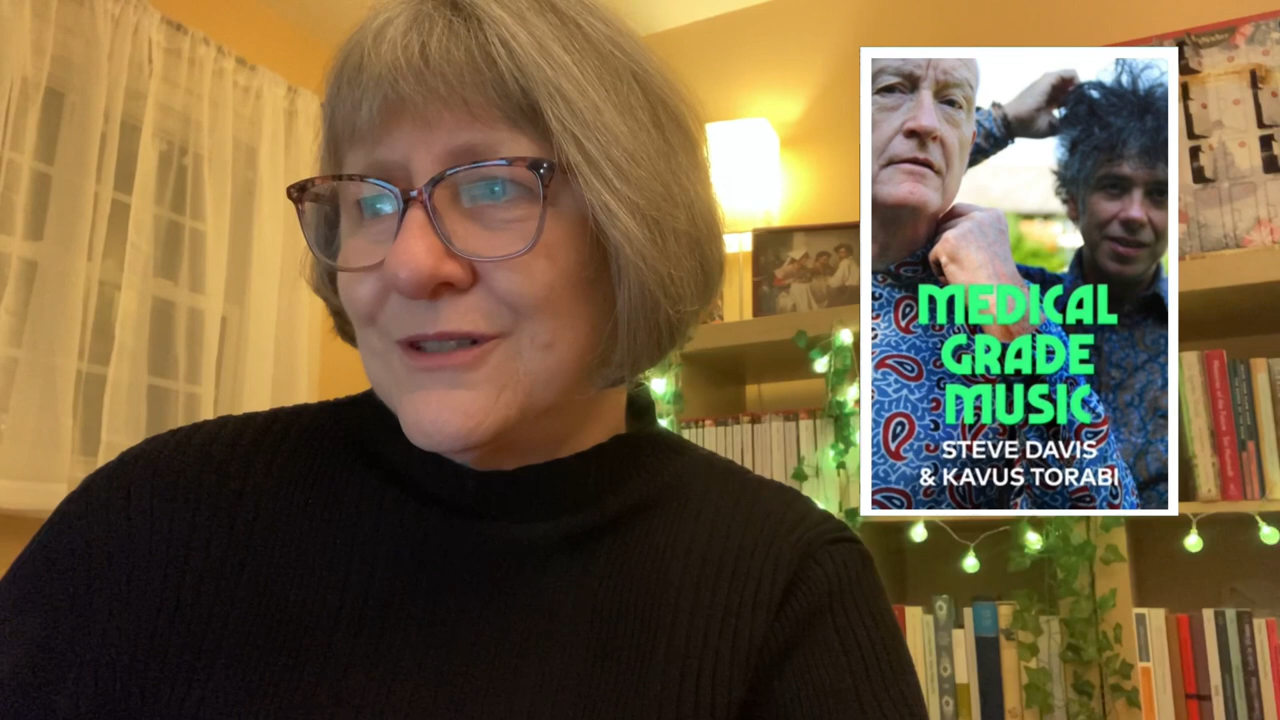 MEDICAL
GRADE
MUSIC
STEVE DAVIS
& KAVUS TORABI